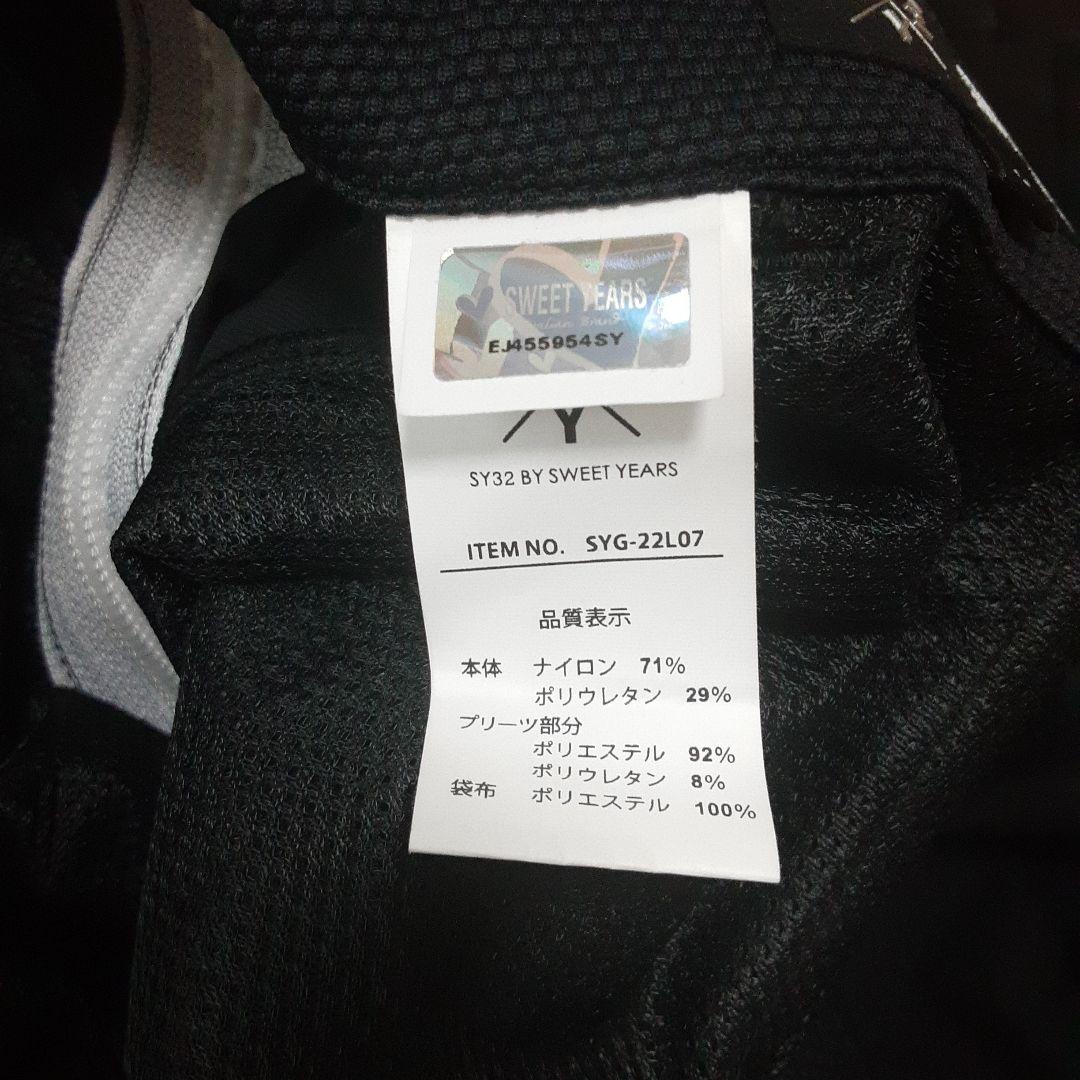 SWEET YEARS
Italian Brand
EJ455954SY
Y
SY32 BY SWEET YEARS
ITEM NO. SYG-22L07
品質表示
本体 ナイロン 71%
ポリウレタン 29%
プリーツ部分
ポリエステル 92%
ポリウレタン 8%
袋布 ポリエステル 100%